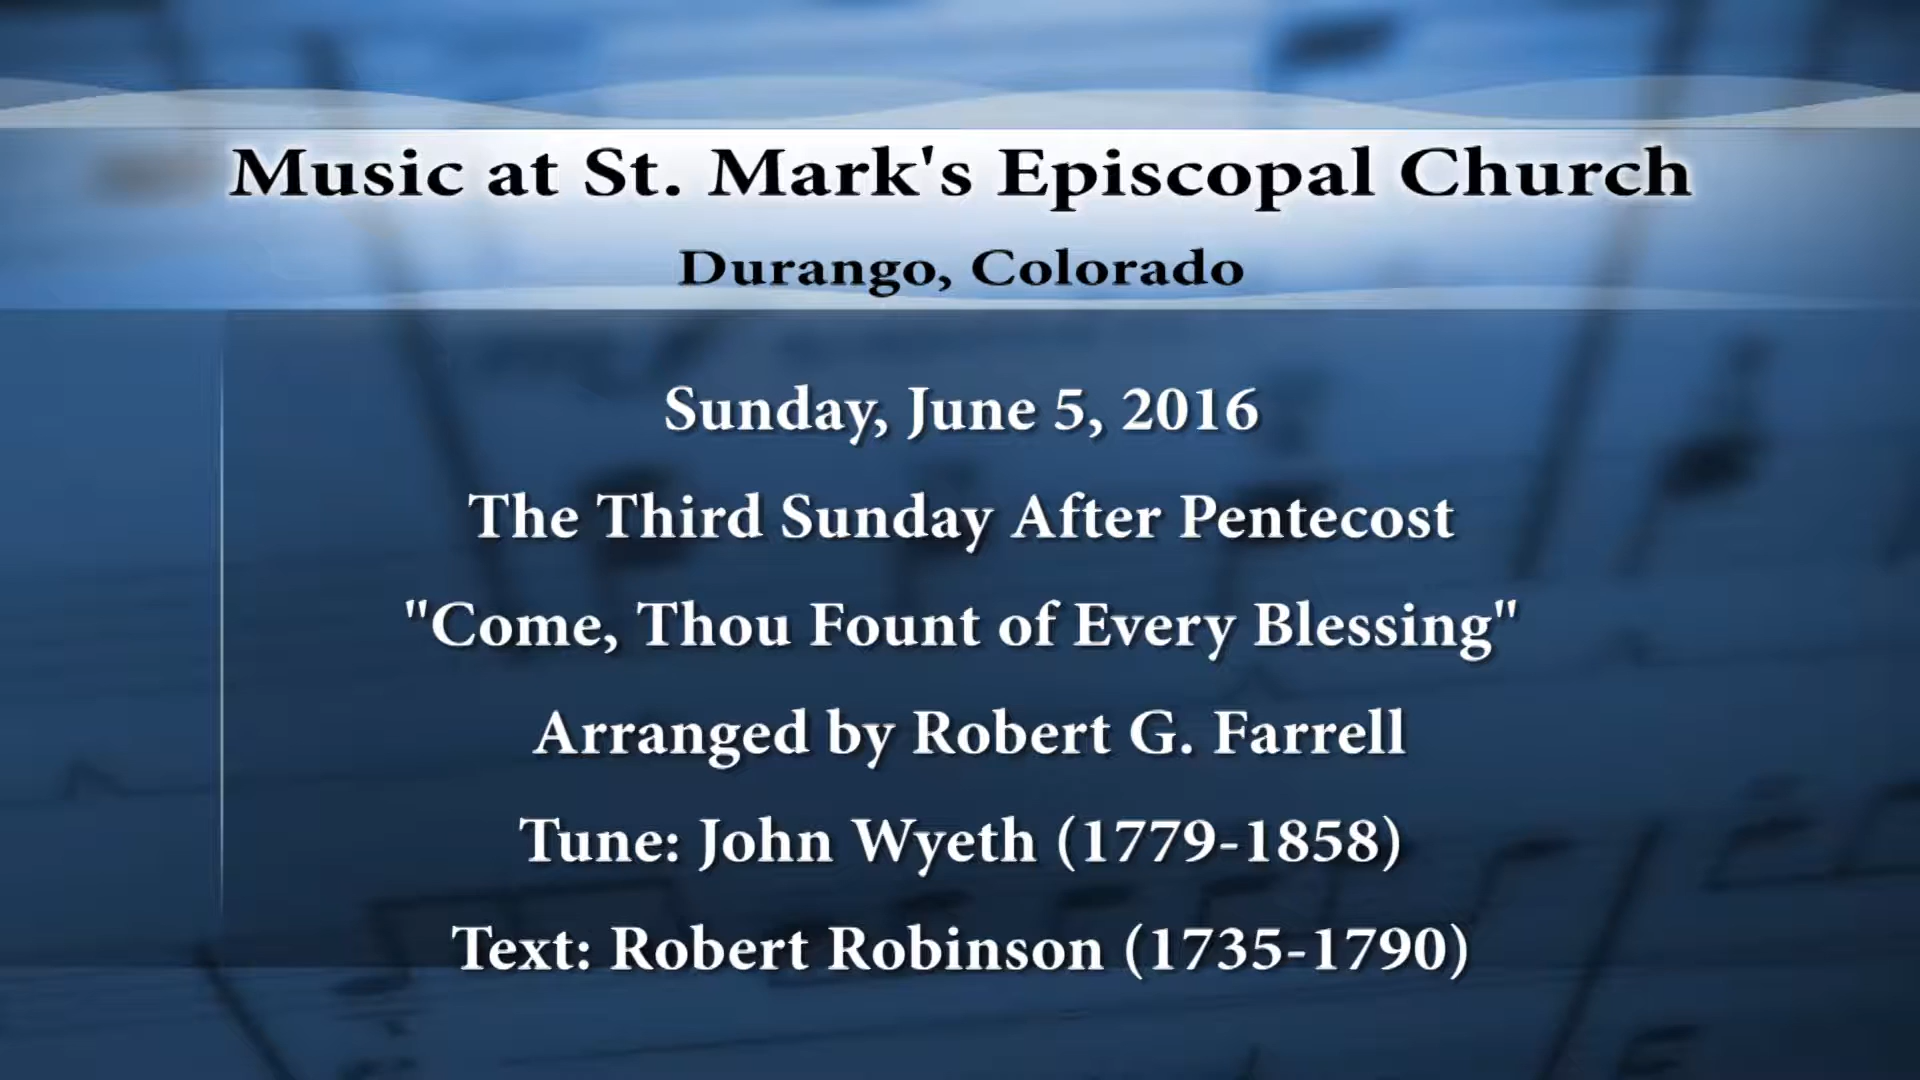 Music at St. Mark's Episcopal Church
Durango, Colorado
Sunday, June 5, 2016
The Third Sunday After Pentecost
"Come, Thou Fount of Every Blessing"
Arranged by Robert G. Farrell
Tune: John Wyeth (1779-1858)
Text: Robert Robinson (1735-1790)